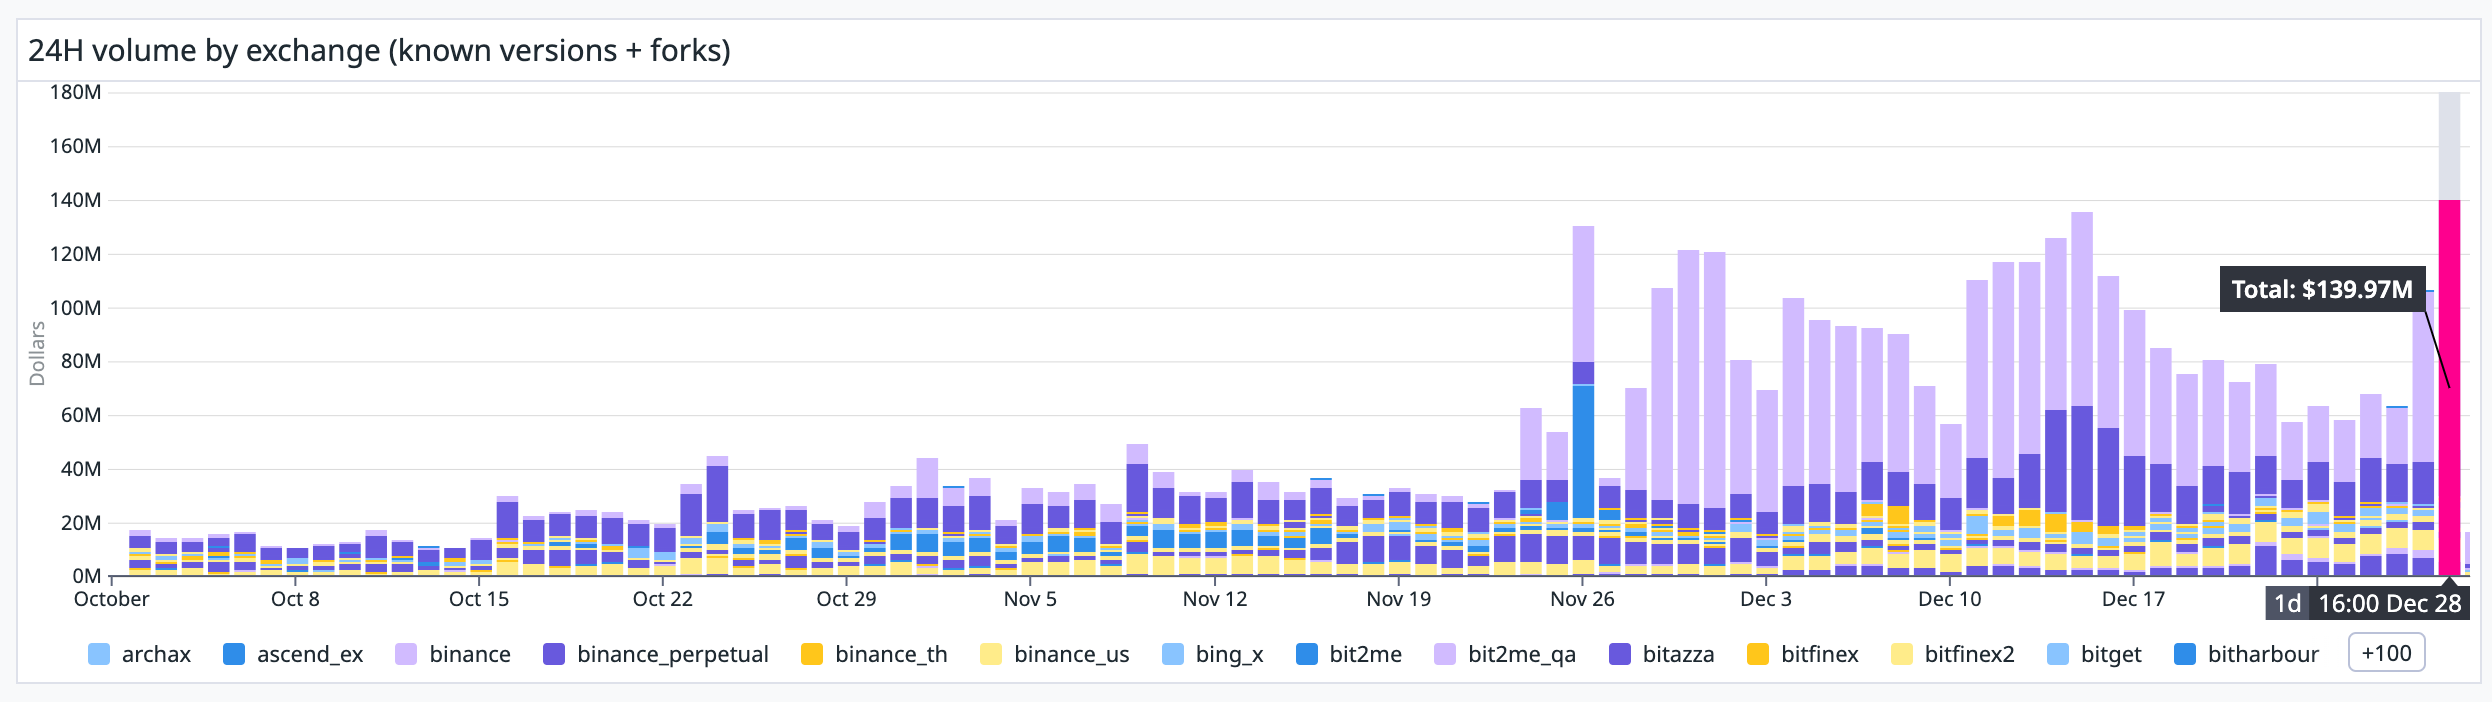 24H volume by exchange (known versions + forks)
180M
160M
140M
120M
100M
80M
60M
40M
20M
0M
Dollars
Total: $139.97M
October Oct 8 Oct 15 Oct 22 Oct 29 Nov 5 Nov 12 Nov 19 Nov 26 Dec 3 Dec 10 Dec 17
1d 16:00 Dec 28
archax ascend_ex binance binance_perpetual binance_th binance_us bing_x bit2me bit2me_qa bitazza bitfinex bitfinex2 bitget bitharbour +100